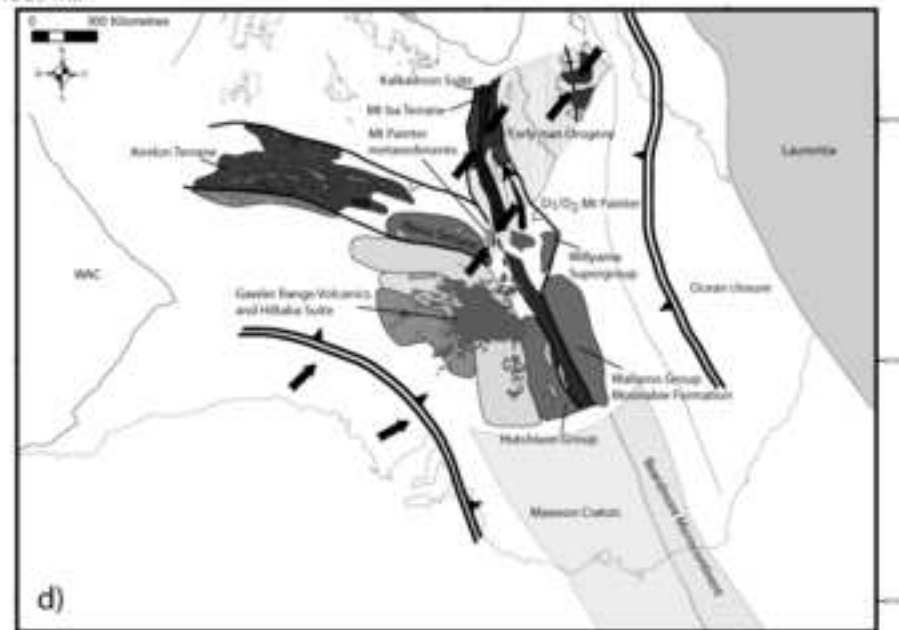 0 300 Kilometres
Kalkadoon Suite
Mt Isa Terrane
Mt Painter
metasediments
Early Isan Orogeny
Laurentia
Arunta Terrane
D1/D2 Mt Painter
Willyama
Supergroup
WAC
Ocean closure
Gawler Range Volcanics
and Hiltaba Suite
Wallaroo Group
Moonabie Formation
Hutchison Group
Mawson Craton
d)